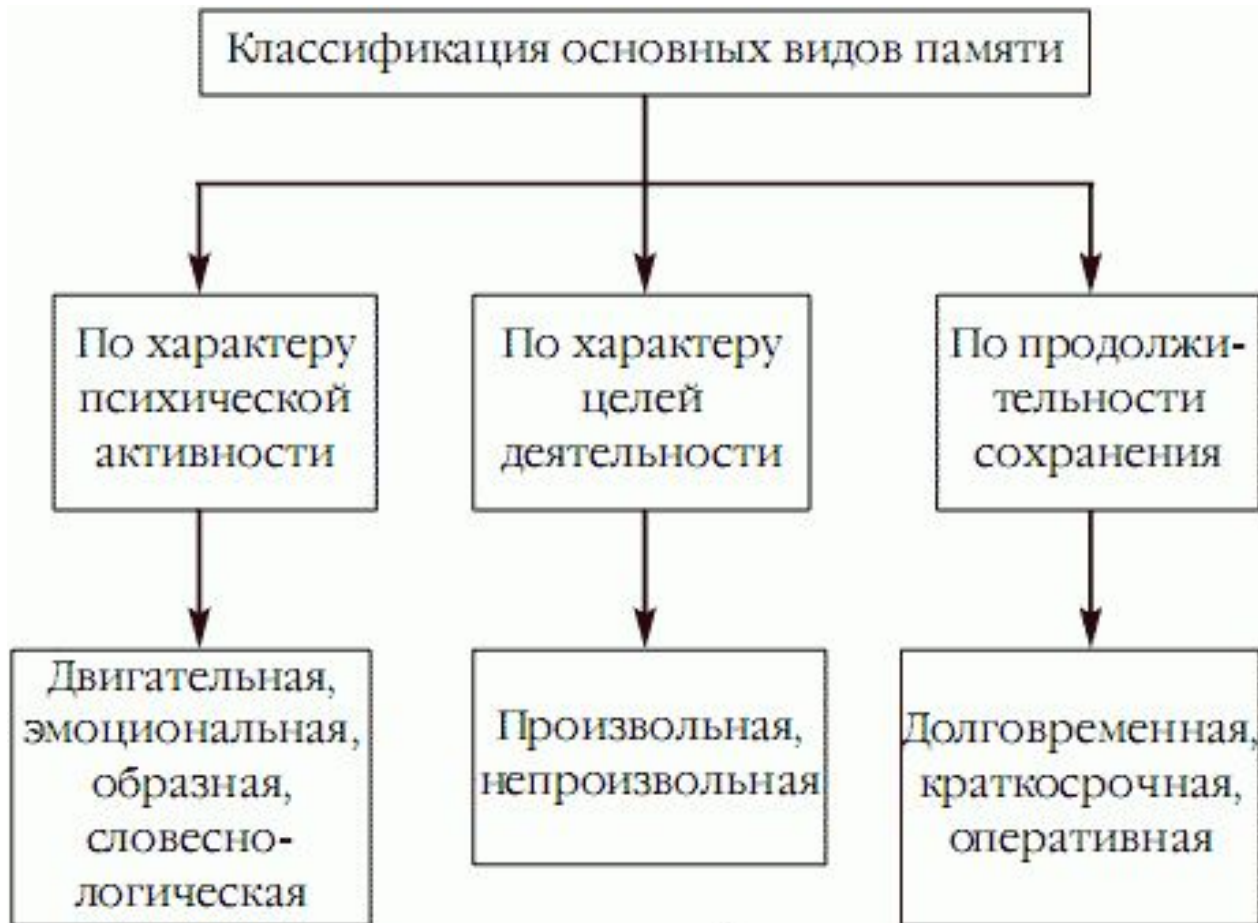 Классификация основных видов памяти
По характеру
психической
активности
По характеру
целей
деятельности
По продолжи-
тельности
сохранения
Двигательная,
эмоциональная,
образная,
словесно-
логическая
Произвольная,
непроизвольная
Долговременная,
краткосрочная,
оперативная